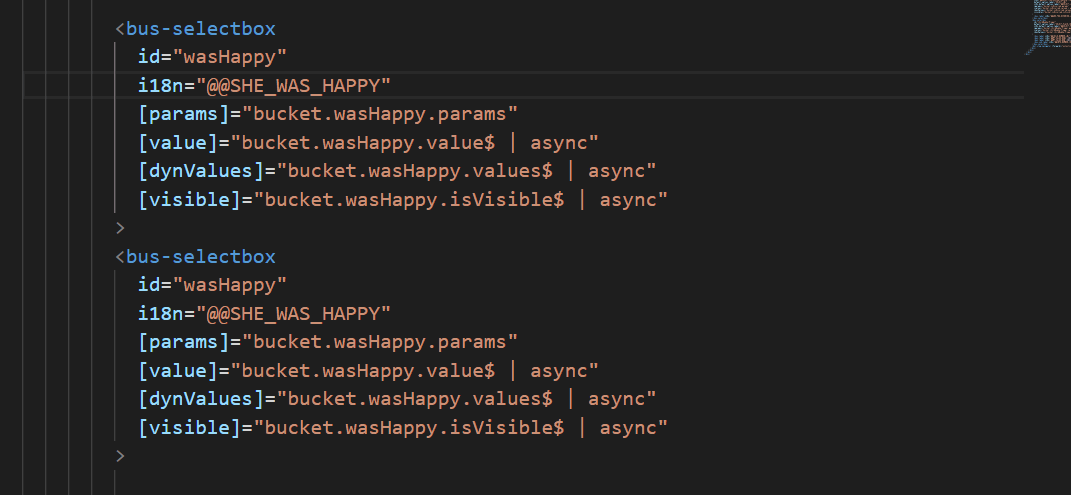 <bus-selectbox
id="wasHappy"
i18n="@@SHE_WAS_HAPPY"
[params]="bucket.wasHappy.params"
[value]="bucket.wasHappy.value$ | async"
[dynValues]="bucket.wasHappy.values$ | async"
[visible]="bucket.wasHappy.isVisible$ | async"
>
<bus-selectbox
id="wasHappy"
i18n="@@SHE_WAS_HAPPY"
[params]="bucket.wasHappy.params"
[value]="bucket.wasHappy.value$ | async"
[dynValues]="bucket.wasHappy.values$ | async"
[visible]="bucket.wasHappy.isVisible$ | async"
>